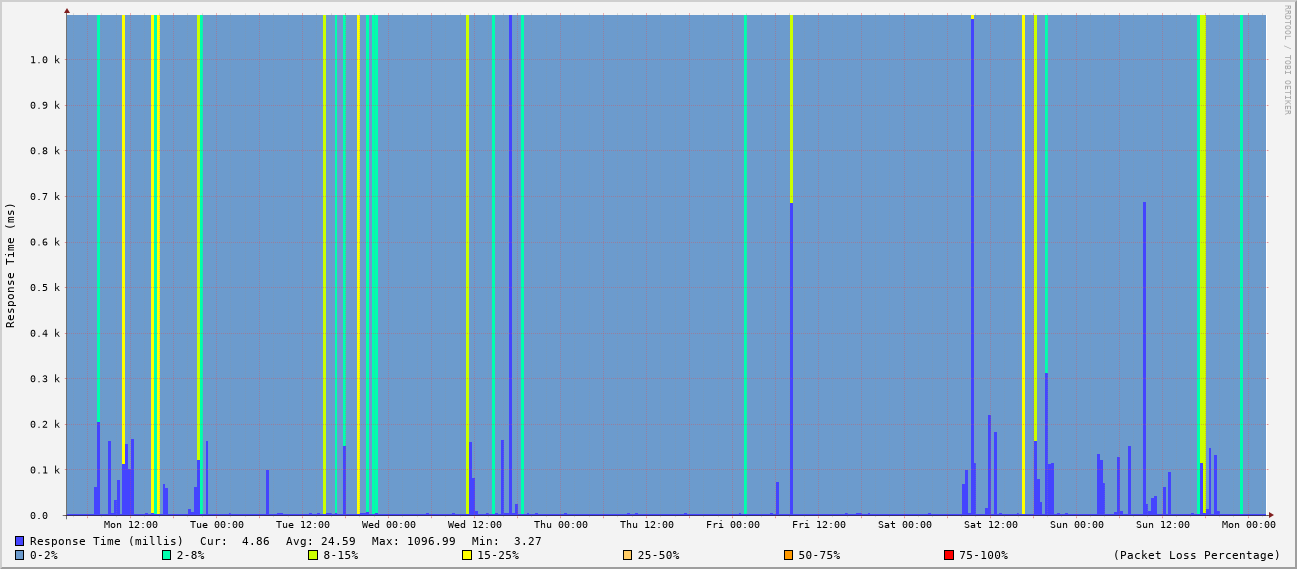 RRDTOOL / TOBI OETIKER
Response Time (ms)
1.0 k
0.9 k
0.8 k
0.7 k
0.6 k
0.5 k
0.4 k
0.3 k
0.2 k
0.1 k
0.0
Mon 12:00 Tue 00:00 Tue 12:00 Wed 00:00 Wed 12:00 Thu 00:00 Thu 12:00 Fri 00:00 Fri 12:00 Sat 00:00 Sat 12:00 Sun 00:00 Sun 12:00 Mon 00:00
Response Time (millis) Cur: 4.86 Avg: 24.59 Max: 1096.99 Min: 3.27
0-2% 2-8% 8-15% 15-25% 25-50% 50-75% 75-100% (Packet Loss Percentage)